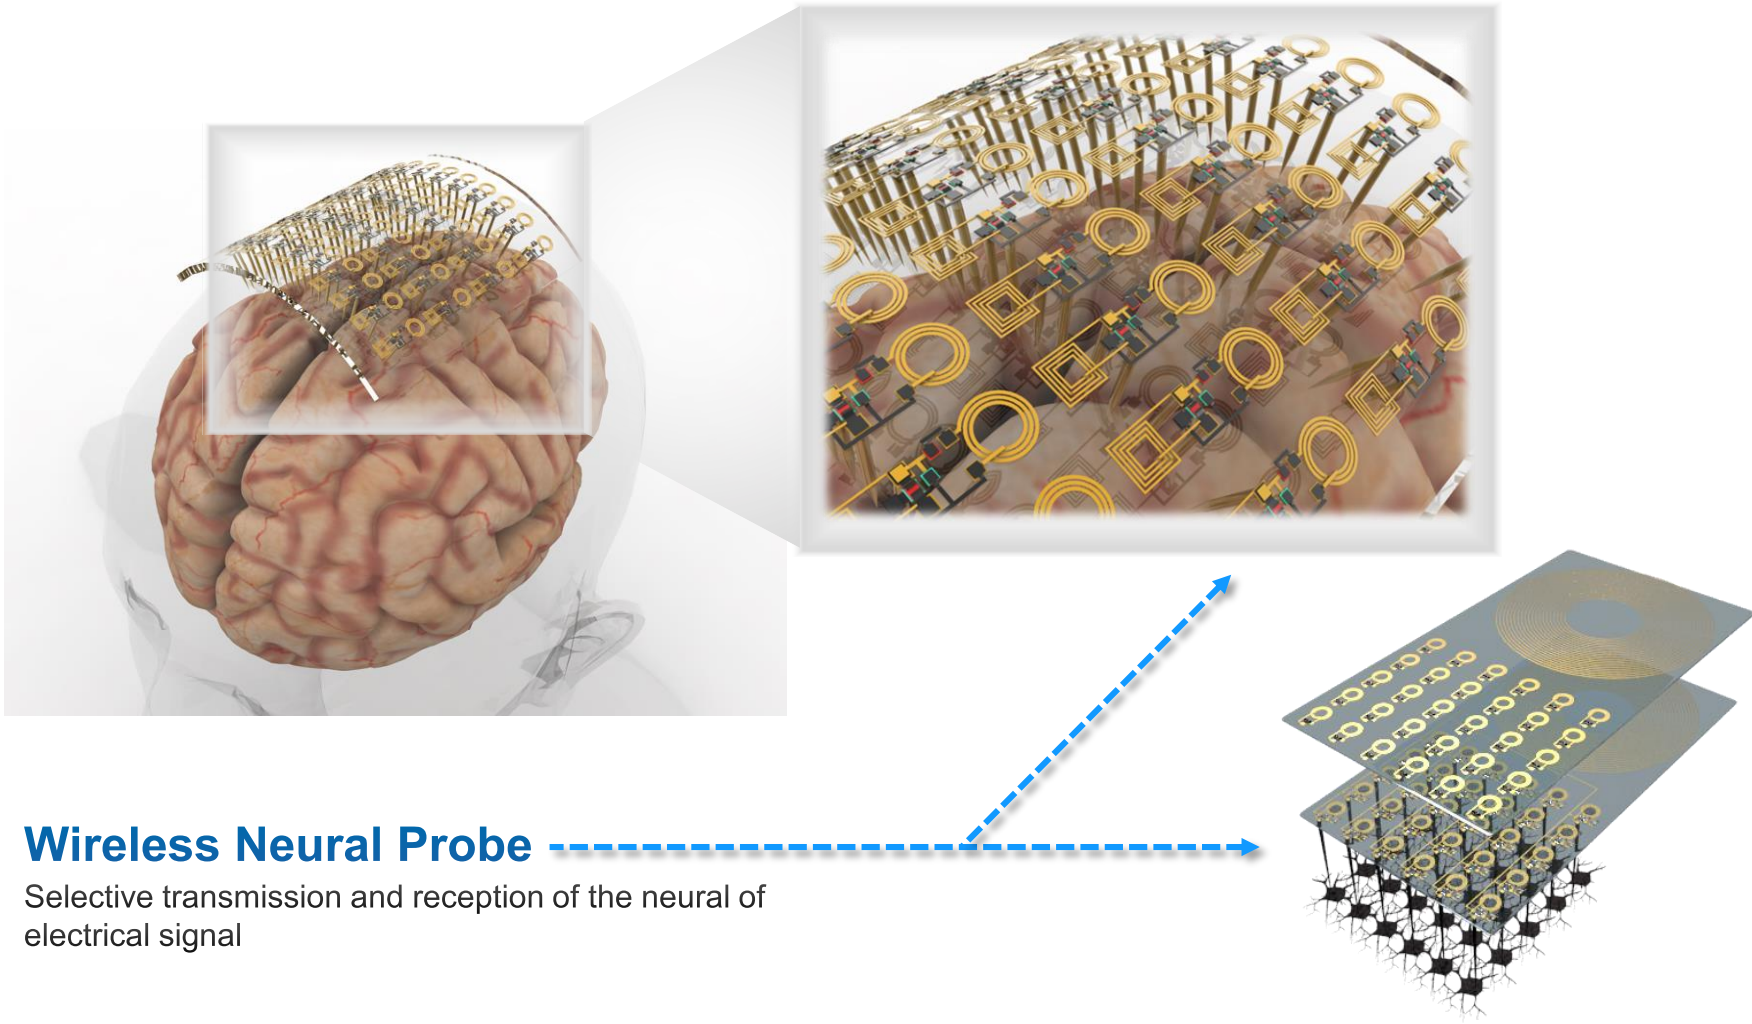 Wireless Neural Probe
Selective transmission and reception of the neural of
electrical signal